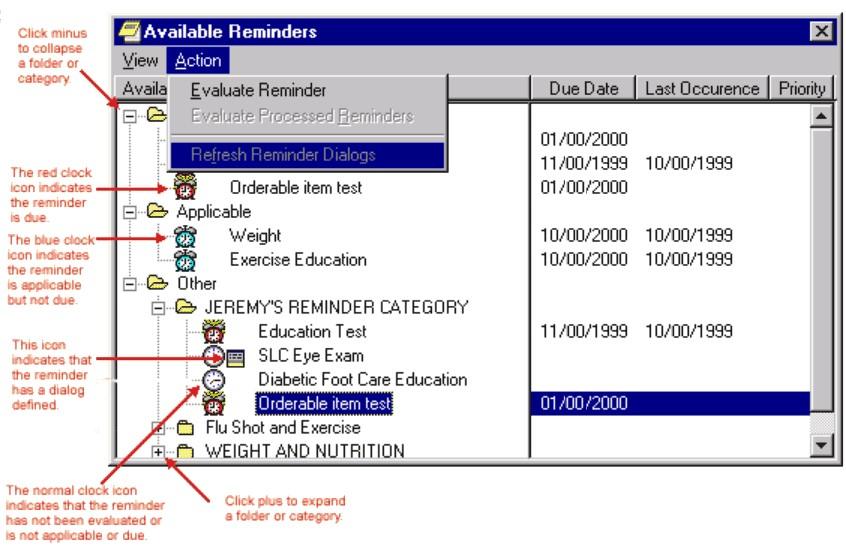 Click minus
to collapse
a folder or
category.
Available Reminders
View Action
Availa Due Date Last Occurence Priority
Evaluate Reminder
Evaluate Processed Reminders
Refresh Reminder Dialogs
01/00/2000
11/00/1999 10/00/1999
Orderable item test 01/00/2000
The red clock
icon indicates
the reminder
is due.
Applicable
Weight 10/00/2000 10/00/1999
Exercise Education 10/00/2000 10/00/1999
The blue clock
icon indicates
the reminder
is applicable
but not due.
Other
JEREMY'S REMINDER CATEGORY
Education Test 11/00/1999 10/00/1999
SLC Eye Exam
Diabetic Foot Care Education
Orderable item test 01/00/2000
Flu Shot and Exercise
WEIGHT AND NUTRITION
This icon
indicates that
the reminder
has a dialog
defined.
The normal clock icon
indicates that the reminder
has not been evaluated or
is not applicable or due.
Click plus to expand
a folder or category.